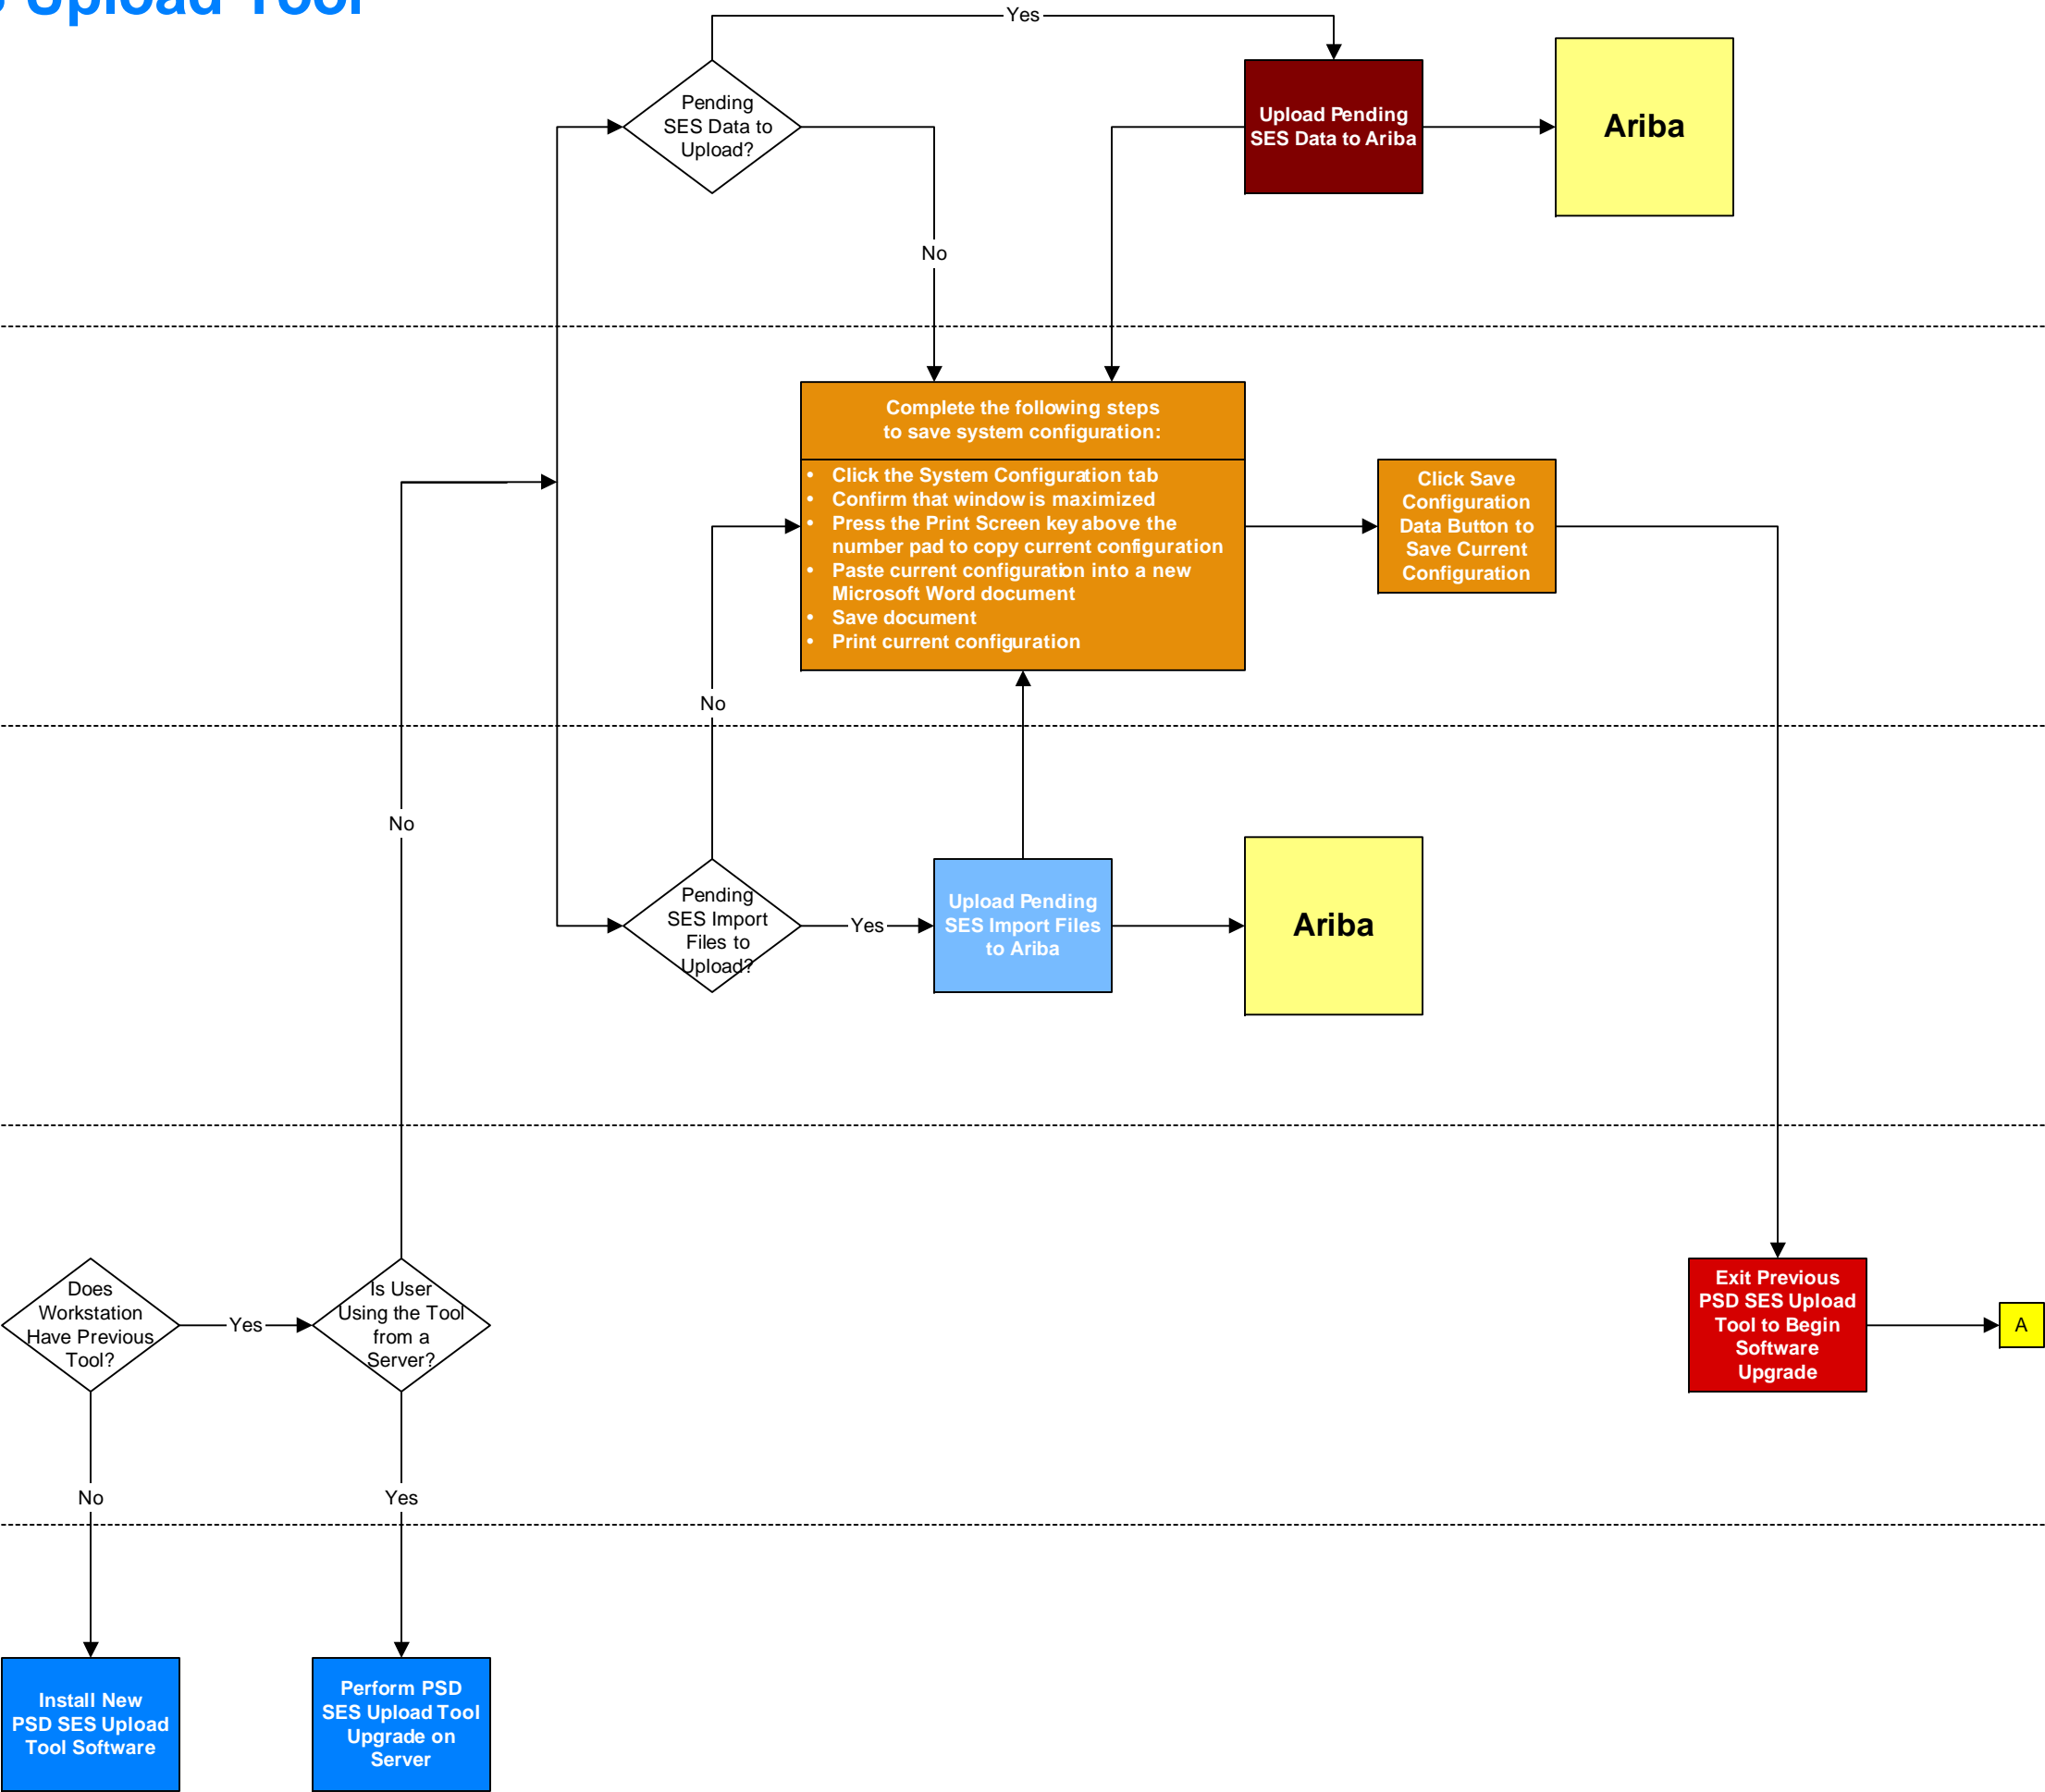 Upload Tool
Yes
Pending
SES Data to
Upload?
Upload Pending
SES Data to Ariba
Ariba
No
Complete the following steps
to save system configuration:
• Click the System Configuration tab
• Confirm that window is maximized
• Press the Print Screen key above the
number pad to copy current configuration
• Paste current configuration into a new
Microsoft Word document
• Save document
• Print current configuration
Click Save
Configuration
Data Button to
Save Current
Configuration
No
No
Pending
SES Import
Files to
Upload?
Yes
Upload Pending
SES Import Files
to Ariba
Ariba
Does
Workstation
Have Previous
Tool?
Yes
Is User
Using the Tool
from a
Server?
Exit Previous
PSD SES Upload
Tool to Begin
Software
Upgrade
A
No
Yes
Install New
PSD SES Upload
Tool Software
Perform PSD
SES Upload Tool
Upgrade on
Server